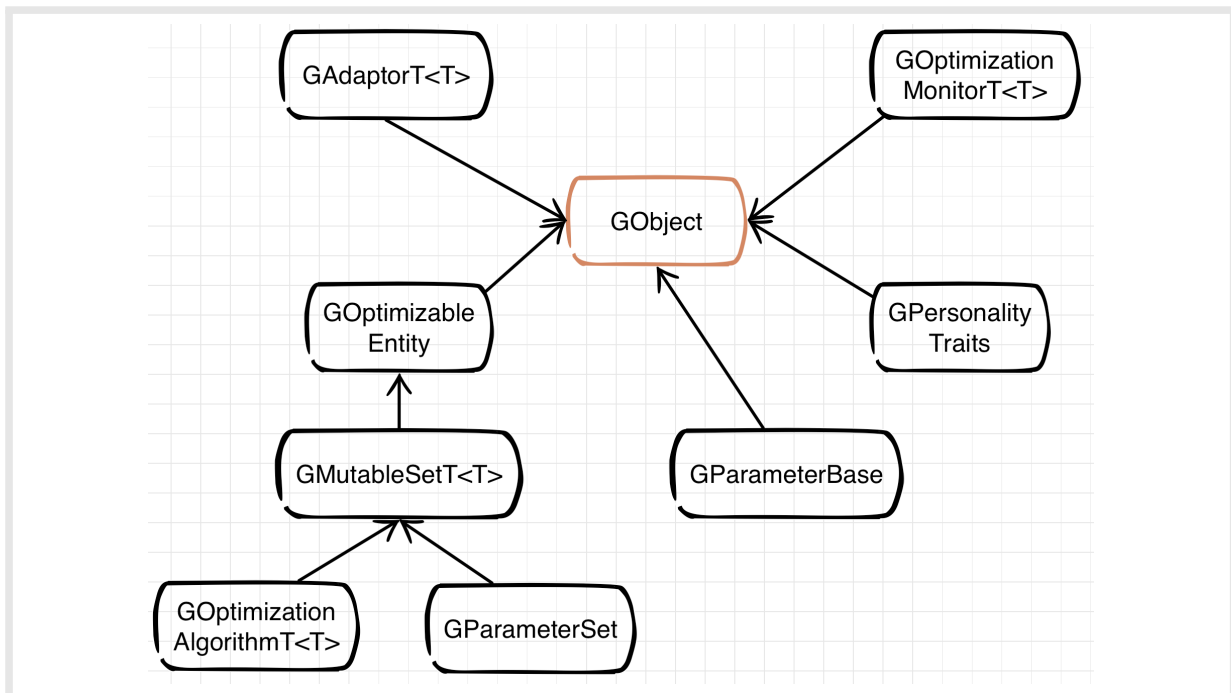 GAdaptorT<T>
GOptimization
MonitorT<T>
GObject
GOptimizable
Entity
GPersonality
Traits
GMutableSetT<T>
GParameterBase
GOptimization
AlgorithmT<T>
GParameterSet